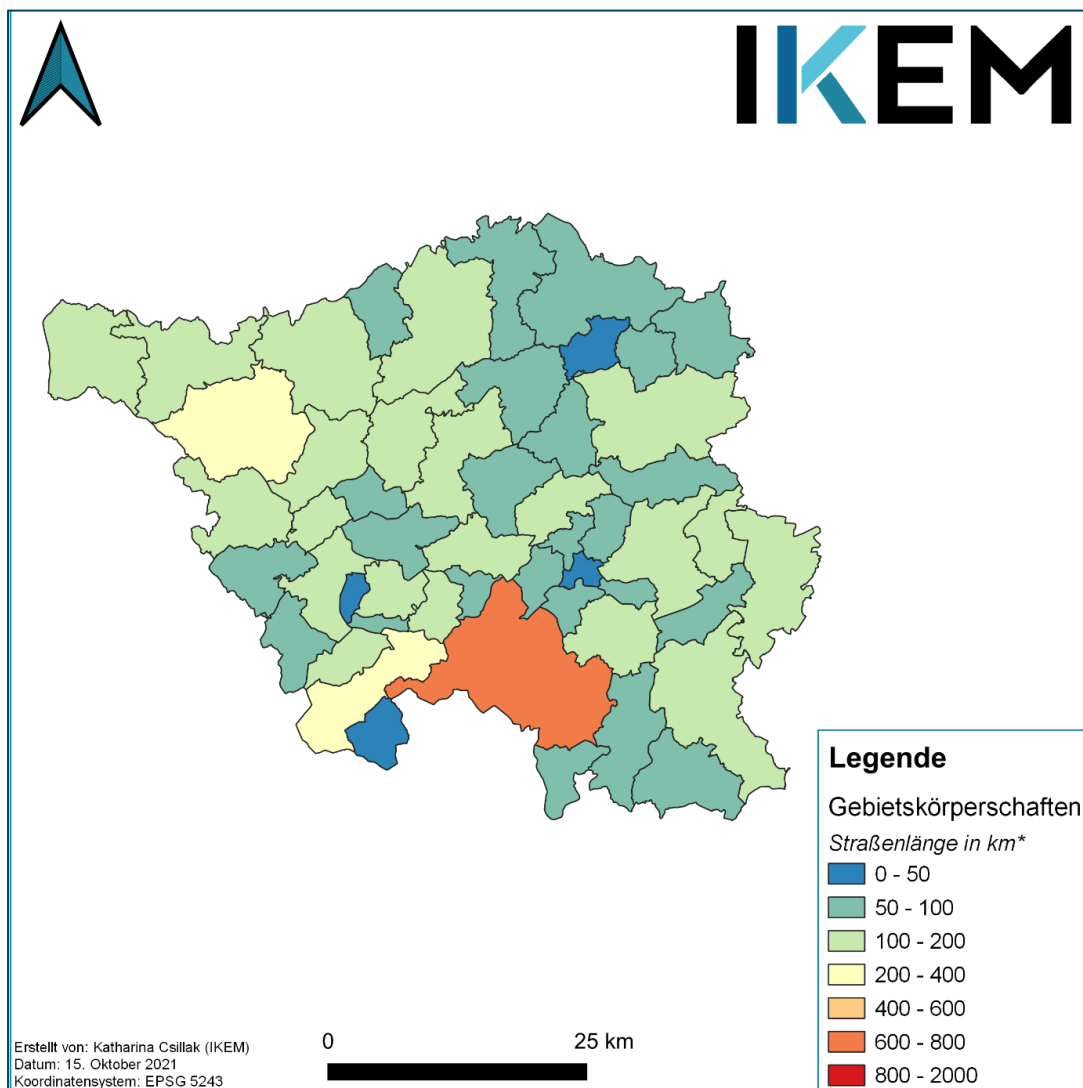 IKEM
Legende
Gebietskörperschaften
Straßenlänge in km*
0 - 50
50 - 100
100 - 200
200 - 400
400 - 600
600 - 800
800 - 2000
0 25 km
Erstellt von: Katharina Csillak (IKEM)
Datum: 15. Oktober 2021
Koordinatensystem: EPSG 5243